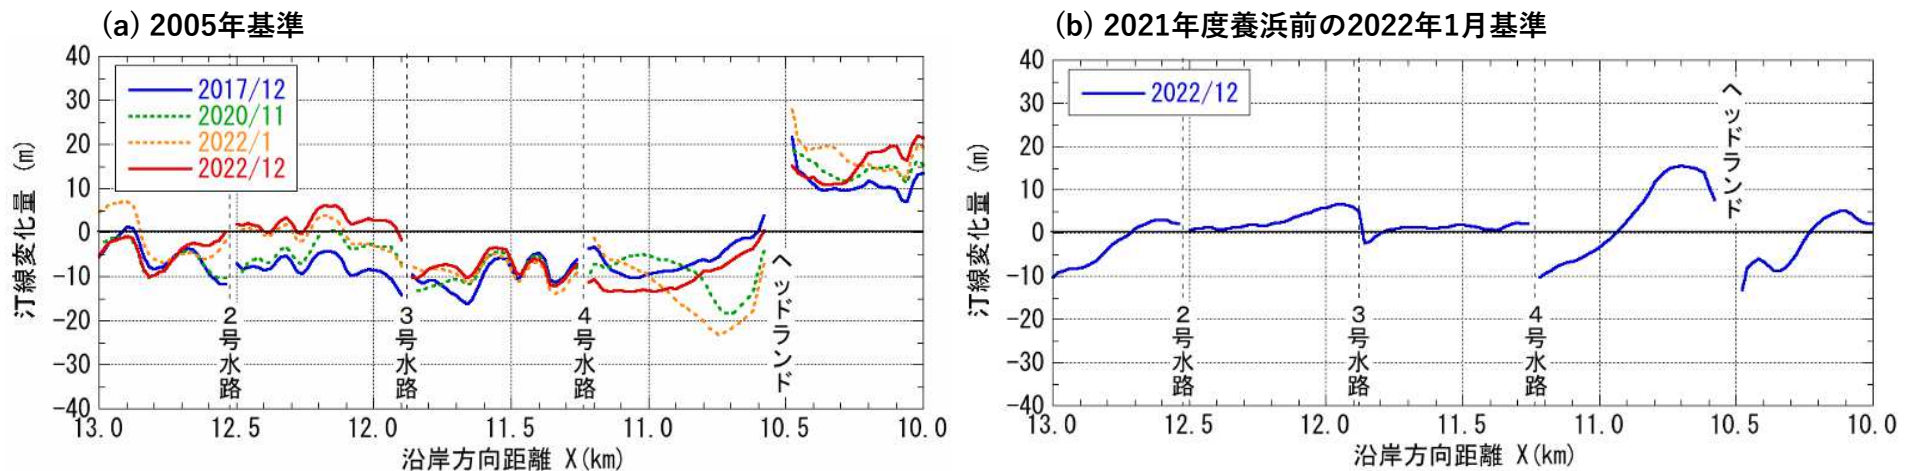 (a) 2005年基準
40
30
20
10
0
-10
-20
-30
-40
汀線変化量 (m)
2017/12
2020/11
2022/1
2022/12
2号水路
3号水路
4号水路
ヘッドランド
13.0 12.5 12.0 11.5 11.0 10.5 10.0
沿岸方向距離 X(km)
(b) 2021年度養浜前の2022年1月基準
40
30
20
10
0
-10
-20
-30
-40
汀線変化量 (m)
2022/12
2号水路
3号水路
4号水路
ヘッドランド
13.0 12.5 12.0 11.5 11.0 10.5 10.0
沿岸方向距離 X(km)